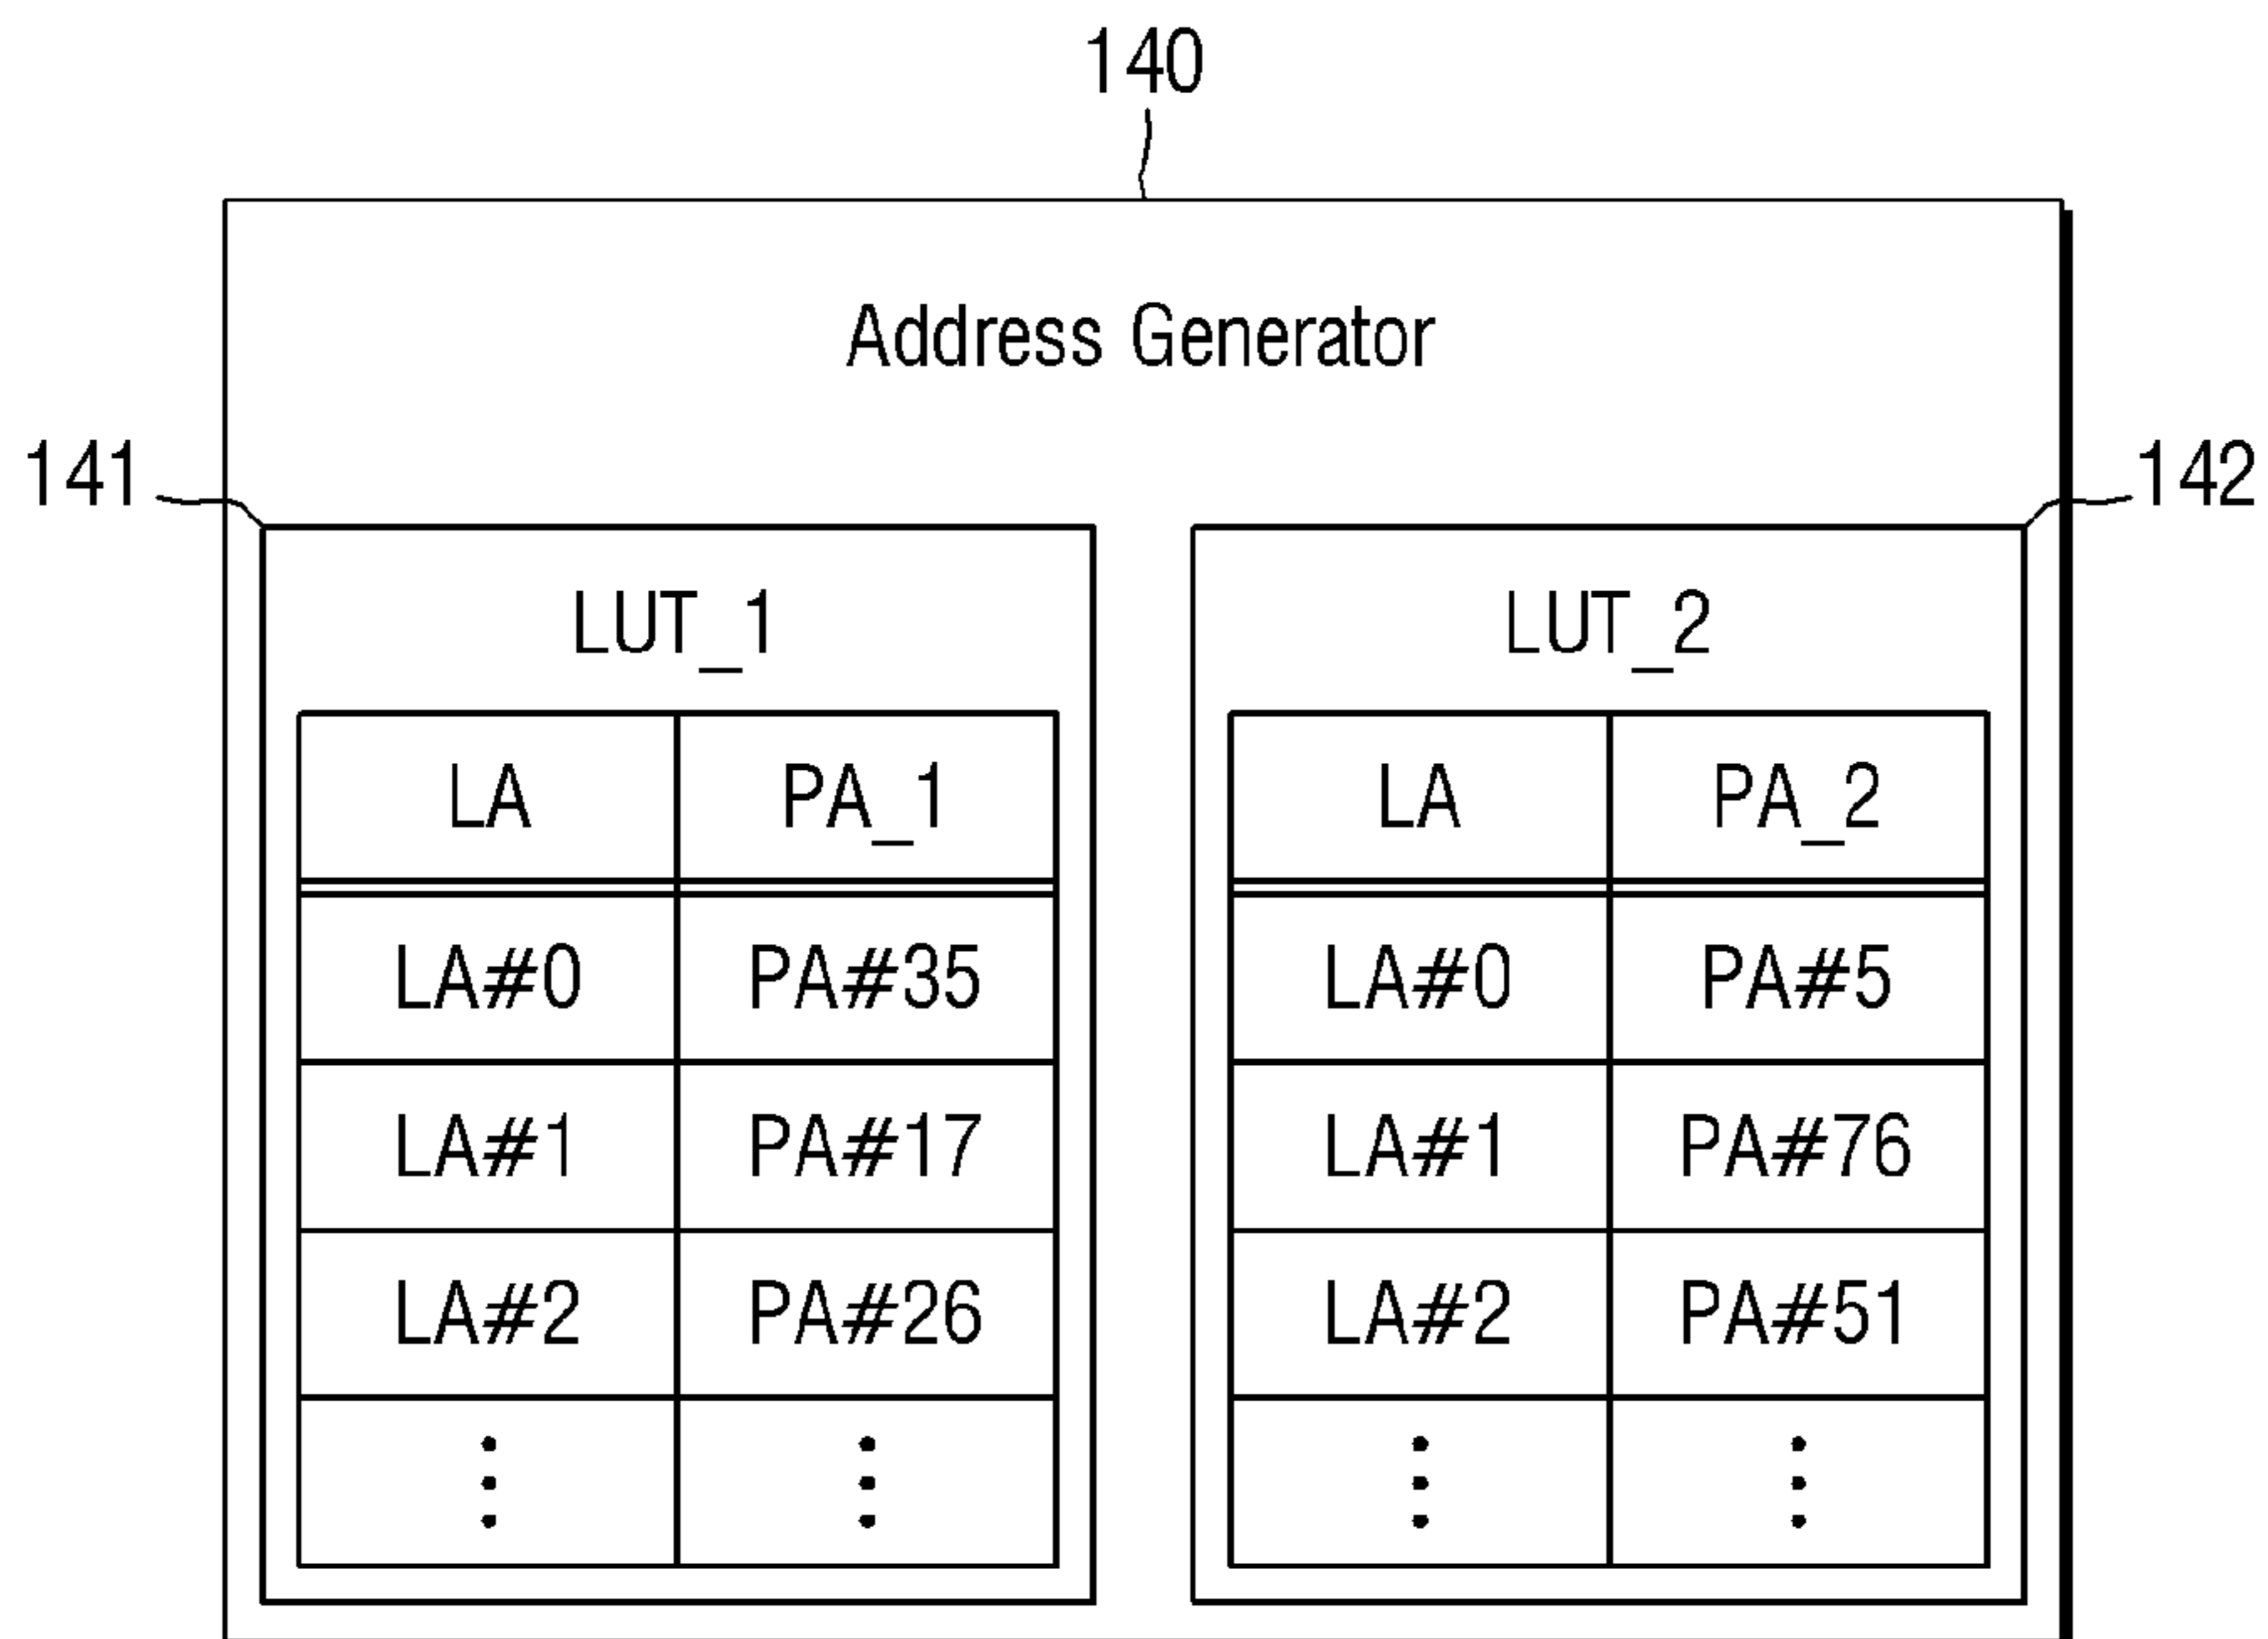 140
Address Generator
141
142
LUT_1
LA PA_1
LA#0 PA#35
LA#1 PA#17
LA#2 PA#26
LUT_2
LA PA_2
LA#0 PA#5
LA#1 PA#76
LA#2 PA#51